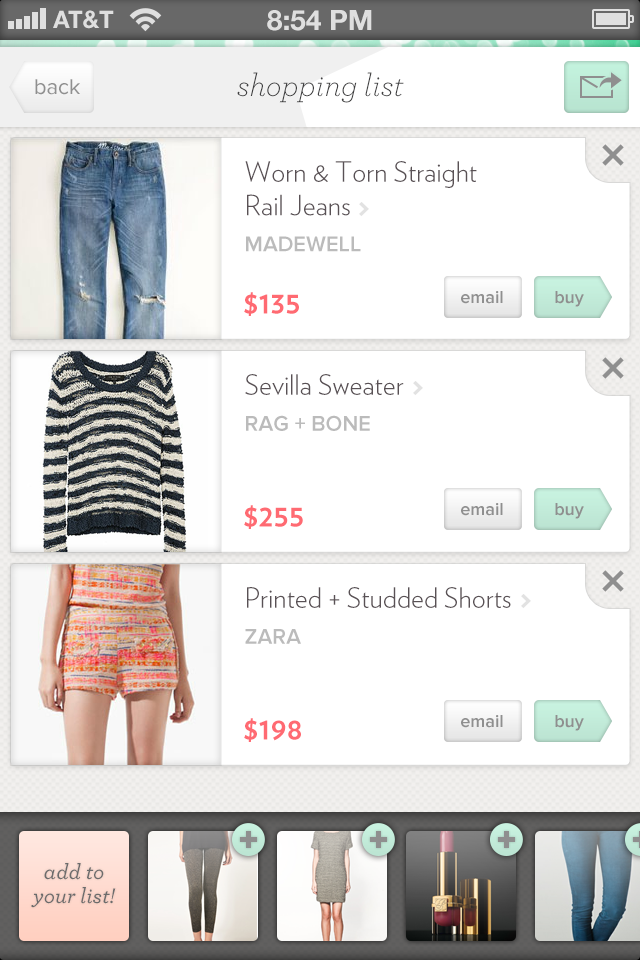 AT&T 8:54 PM
back
shopping list
Worn & Torn Straight
Rail Jeans
MADEWELL
$135
email
buy
Sevilla Sweater
RAG + BONE
$255
email
buy
Printed + Studded Shorts
ZARA
$198
email
buy
add to
your list!